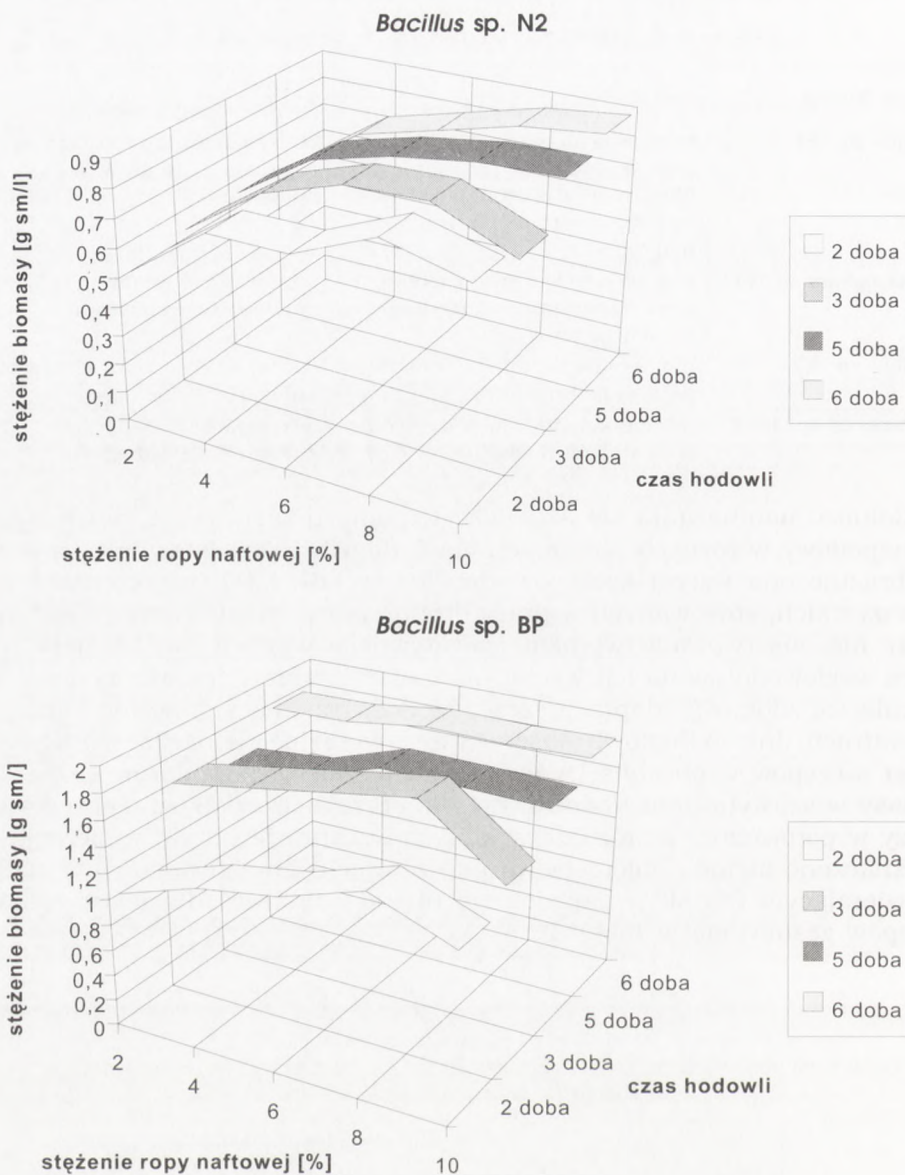 Bacillus sp. N2
stężenie biomasy [g sm/l]
0,9
0,8
0,7
0,6
0,5
0,4
0,3
0,2
0,1
0
2
4
6
8
10
stężenie ropy naftowej [%]
2 doba
3 doba
5 doba
6 doba
czas hodowli
2 doba
3 doba
5 doba
6 doba
Bacillus sp. BP
stężenie biomasy [g sm/]
2
1,8
1,6
1,4
1,2
1
0,8
0,6
0,4
0,2
0
2
4
6
8
10
stężenie ropy naftowej [%]
2 doba
3 doba
5 doba
6 doba
czas hodowli
2 doba
3 doba
5 doba
6 doba